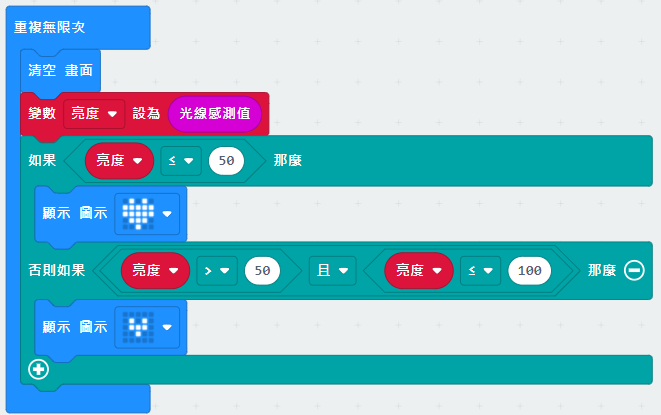 重複無限次
清空 畫面
變數 亮度 設為 光線感測值
如果 亮度 ≤ 50 那麼
顯示 圖示
否則如果 亮度 > 50 且 亮度 ≤ 100 那麼
顯示 圖示